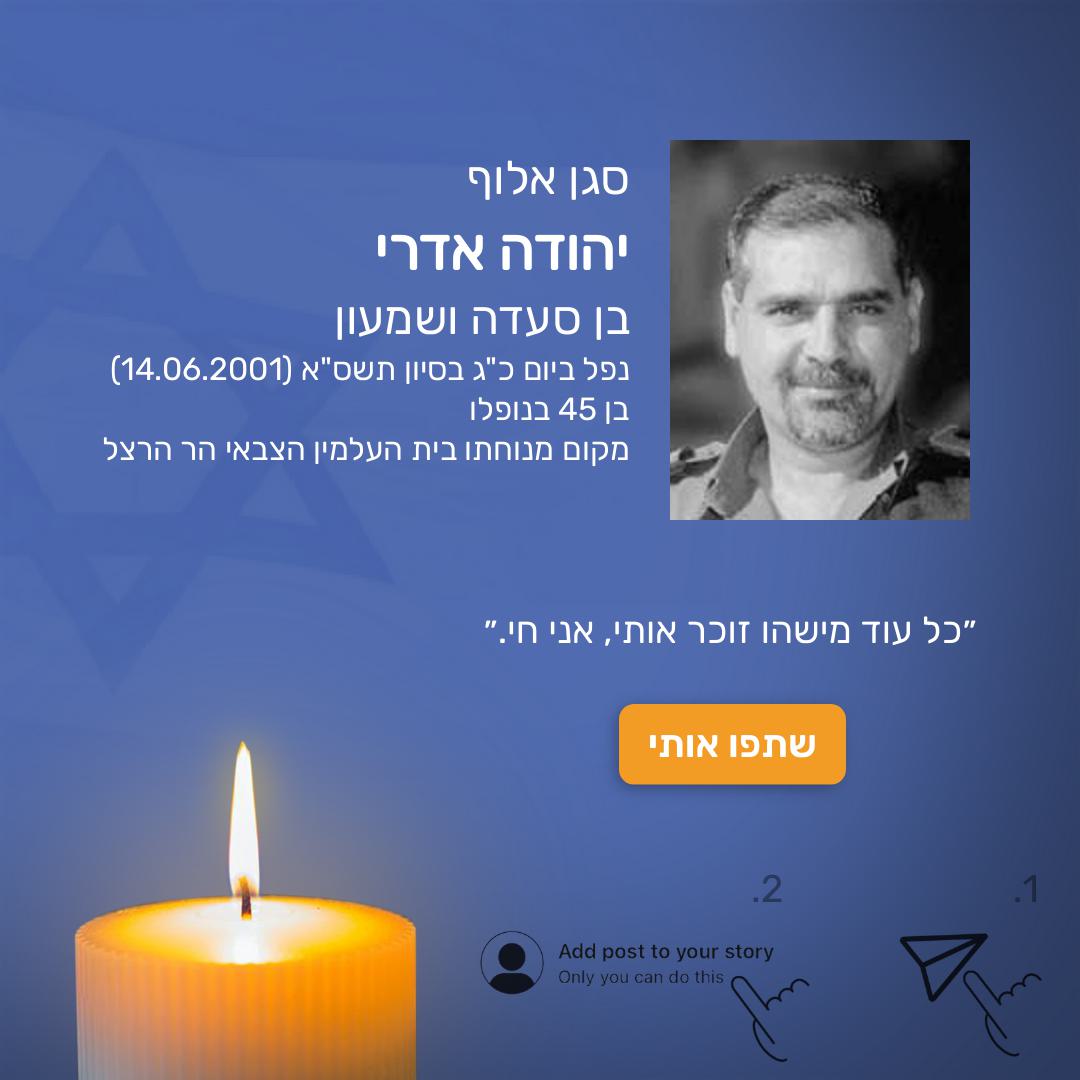 סגן אלוף
יהודה אדרי
בן סעדה ושמעון
נפל ביום כ"ג בסיון תשס"א (14.06.2001)
בן 45 בנופלו
מקום מנוחתו בית העלמין הצבאי הר הרצל
״כל עוד מישהו זוכר אותי, אני חי.״
שתפו אותי
.1
.2
Add post to your story
Only you can do this